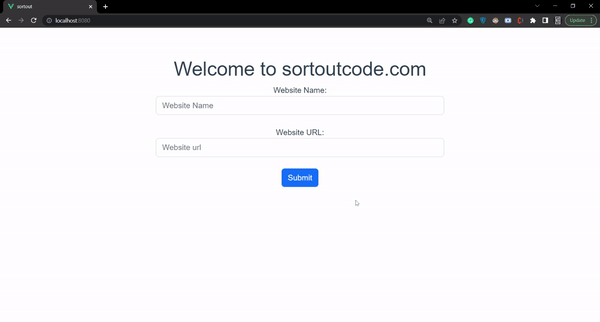 sortout
localhost:8080
Update
Welcome to sortoutcode.com
Website Name:
Website Name
Website URL:
Website url
Submit